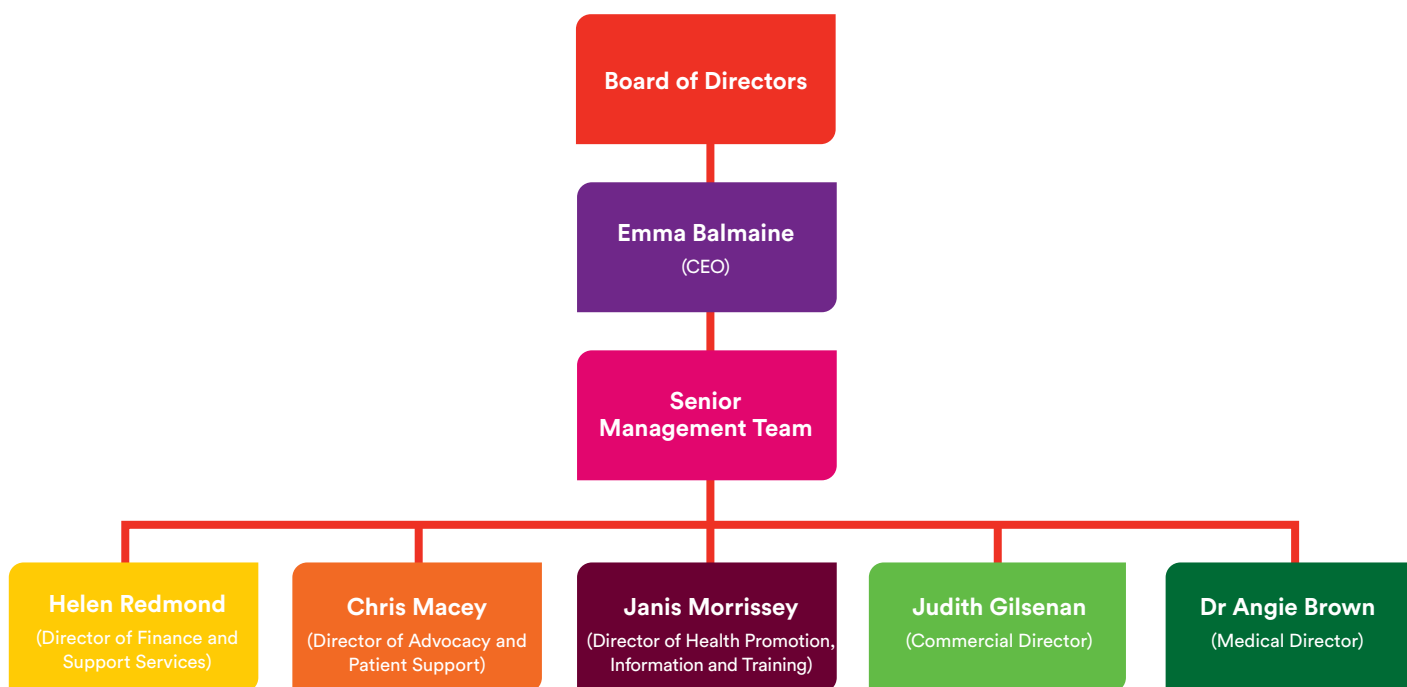 Board of Directors
Emma Balmaine
(CEO)
Senior
Management Team
Helen Redmond
(Director of Finance and
Support Services)
Chris Macey
(Director of Advocacy and
Patient Support)
Janis Morrissey
(Director of Health Promotion,
Information and Training)
Judith Gilsenan
(Commercial Director)
Dr Angie Brown
(Medical Director)